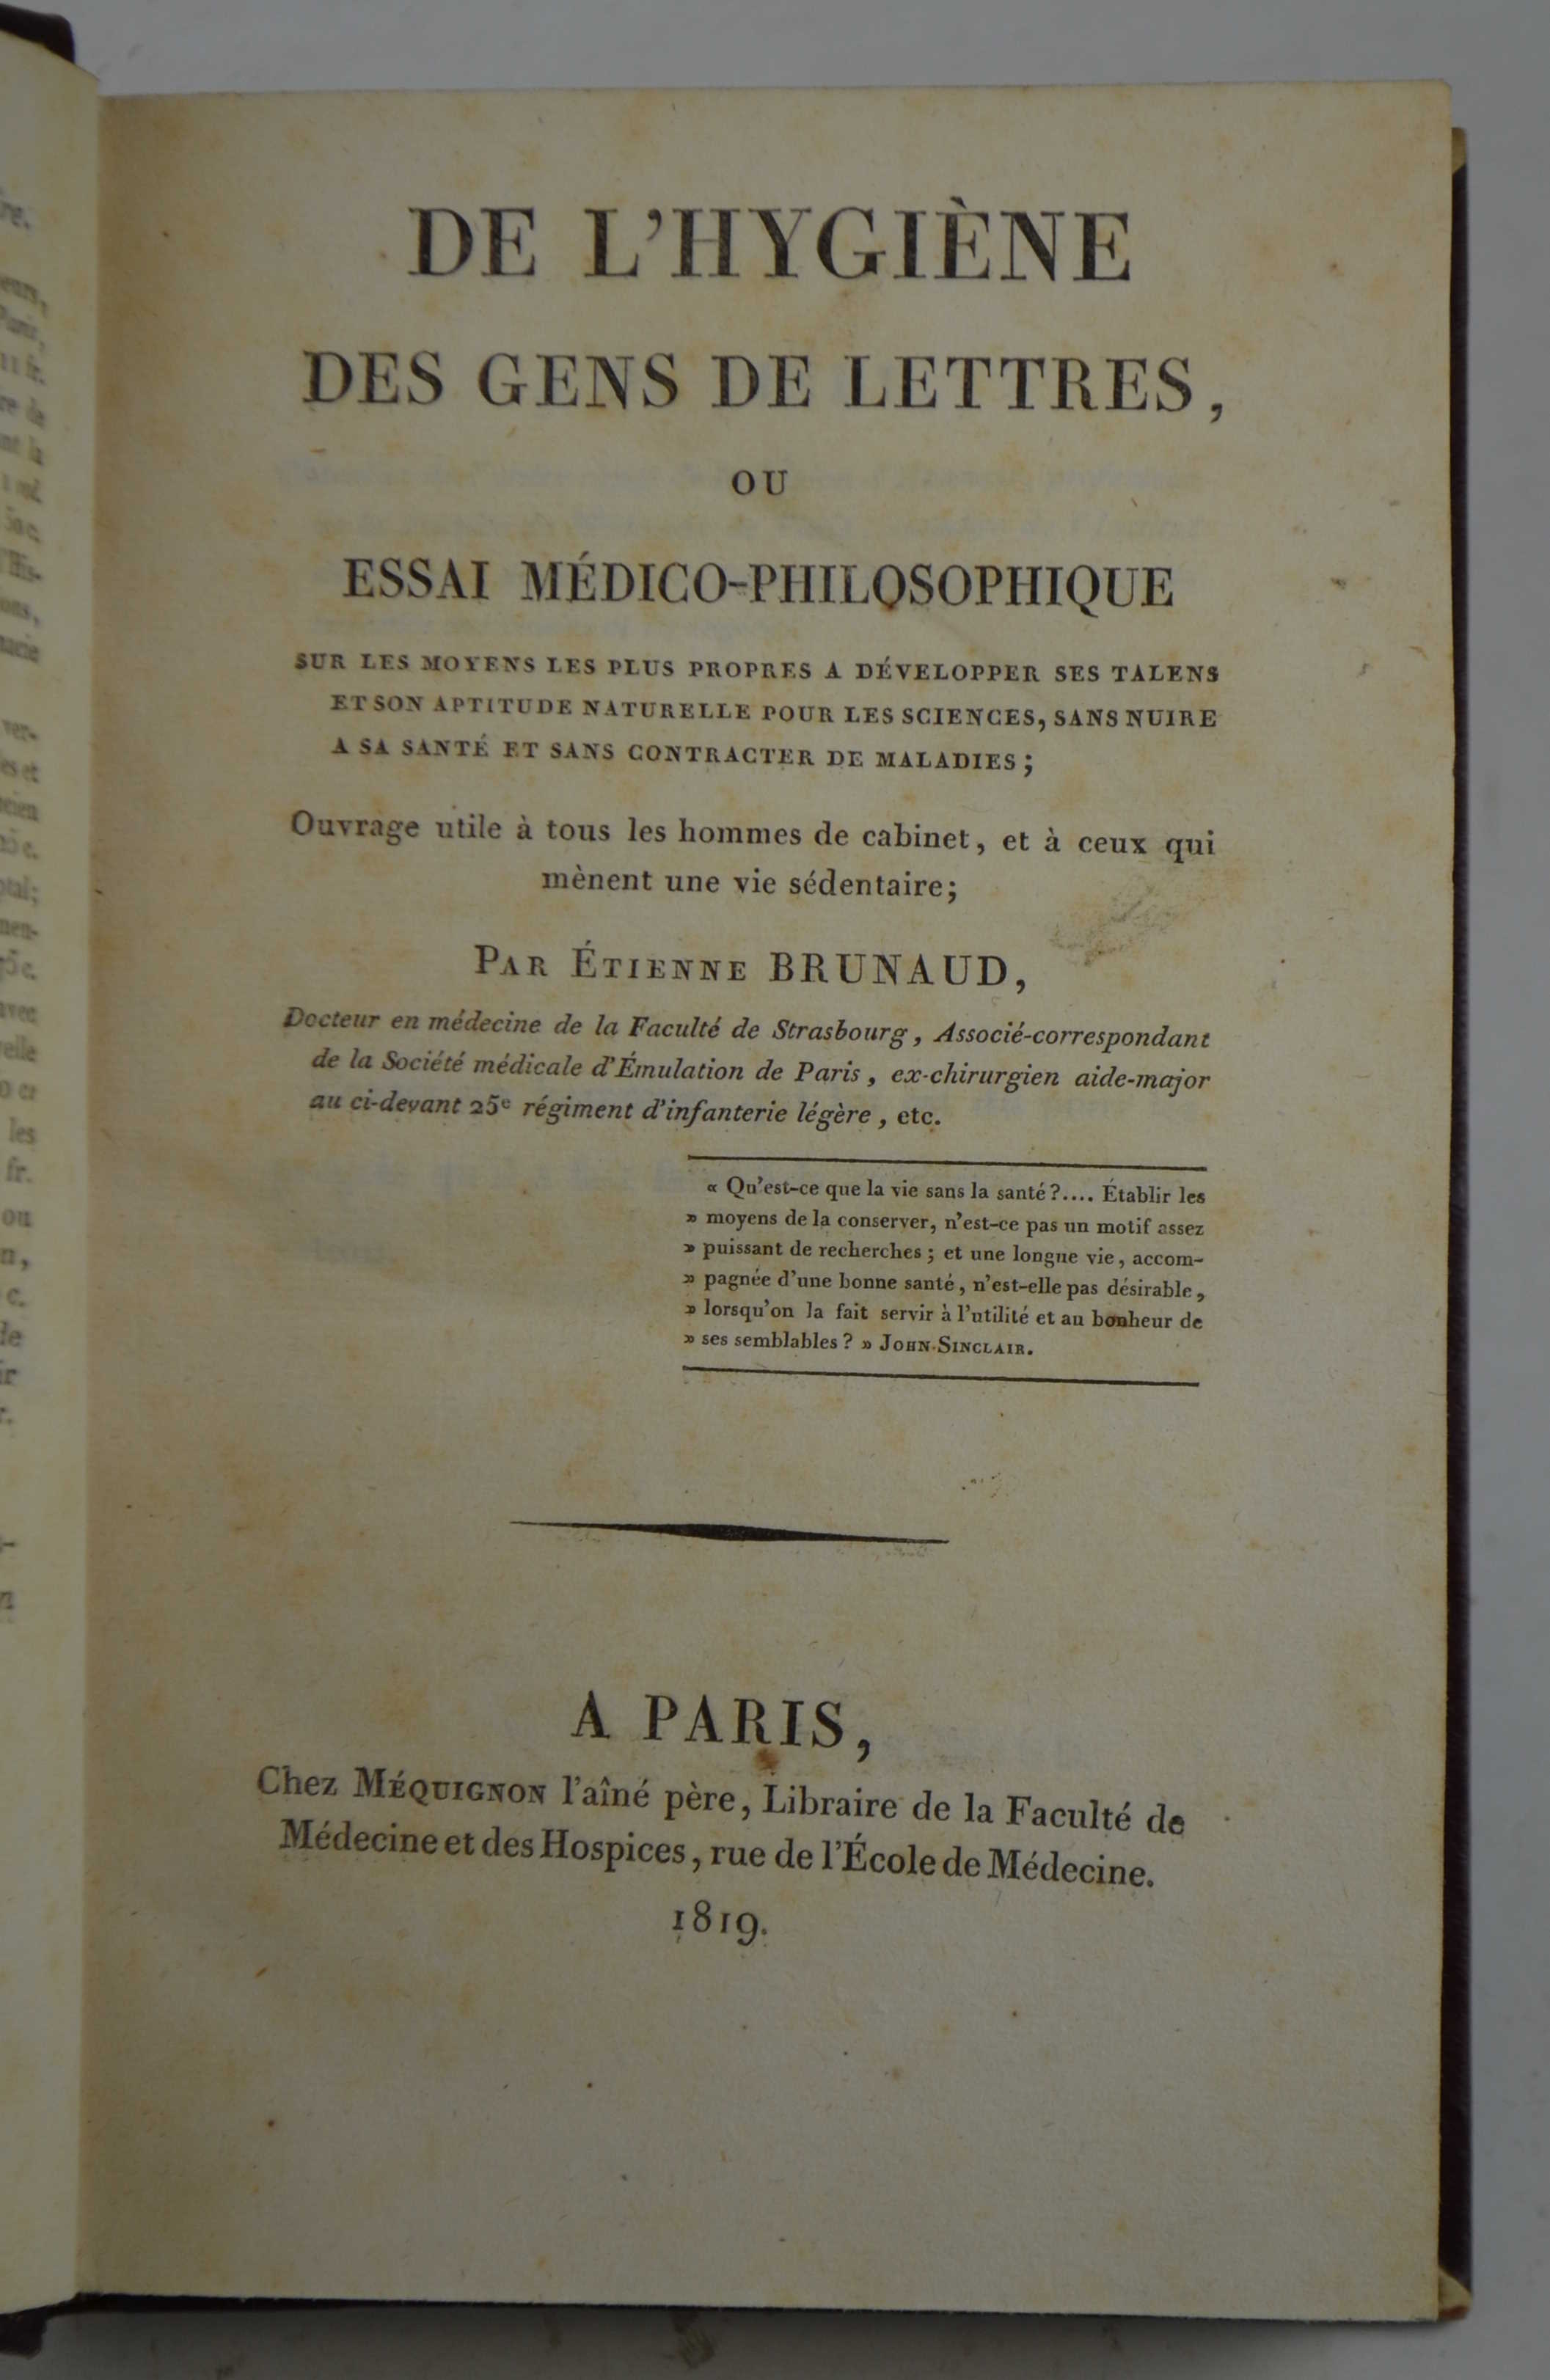 DE L'HYGIÈNE
DES GENS DE LETTRES,
OU
ESSAI MÉDICO-PHILOSOPHIQUE
SUR LES MOYENS LES PLUS PROPRES A DÉVELOPPER SES TALENS
ET SON APTITUDE NATURELLE POUR LES SCIENCES, SANS NUIRE
A SA SANTÉ ET SANS CONTRACTER DE MALADIES;
Ouvrage utile à tous les hommes de cabinet, et à ceux qui
mènent une vie sédentaire;
PAR ÉTIENNE BRUNAUD,
Docteur en médecine de la Faculté de Strasbourg, Associé-correspondant
de la Société médicale d'Émulation de Paris, ex-chirurgien aide-major
au ci-devant 25e régiment d'infanterie légère, etc.
« Qu'est-ce que la vie sans la santé?.... Établir les
» moyens de la conserver, n'est-ce pas un motif assez
» puissant de recherches; et une longue vie, accom-
» pagnée d'une bonne santé, n'est-elle pas désirable,
» lorsqu'on la fait servir à l'utilité et au bonheur de
» ses semblables? » JOHN SINCLAIR.
A PARIS,
Chez MÉQUIGNON l'aîné père, Libraire de la Faculté de
Médecine et des Hospices, rue de l'École de Médecine.
1819.